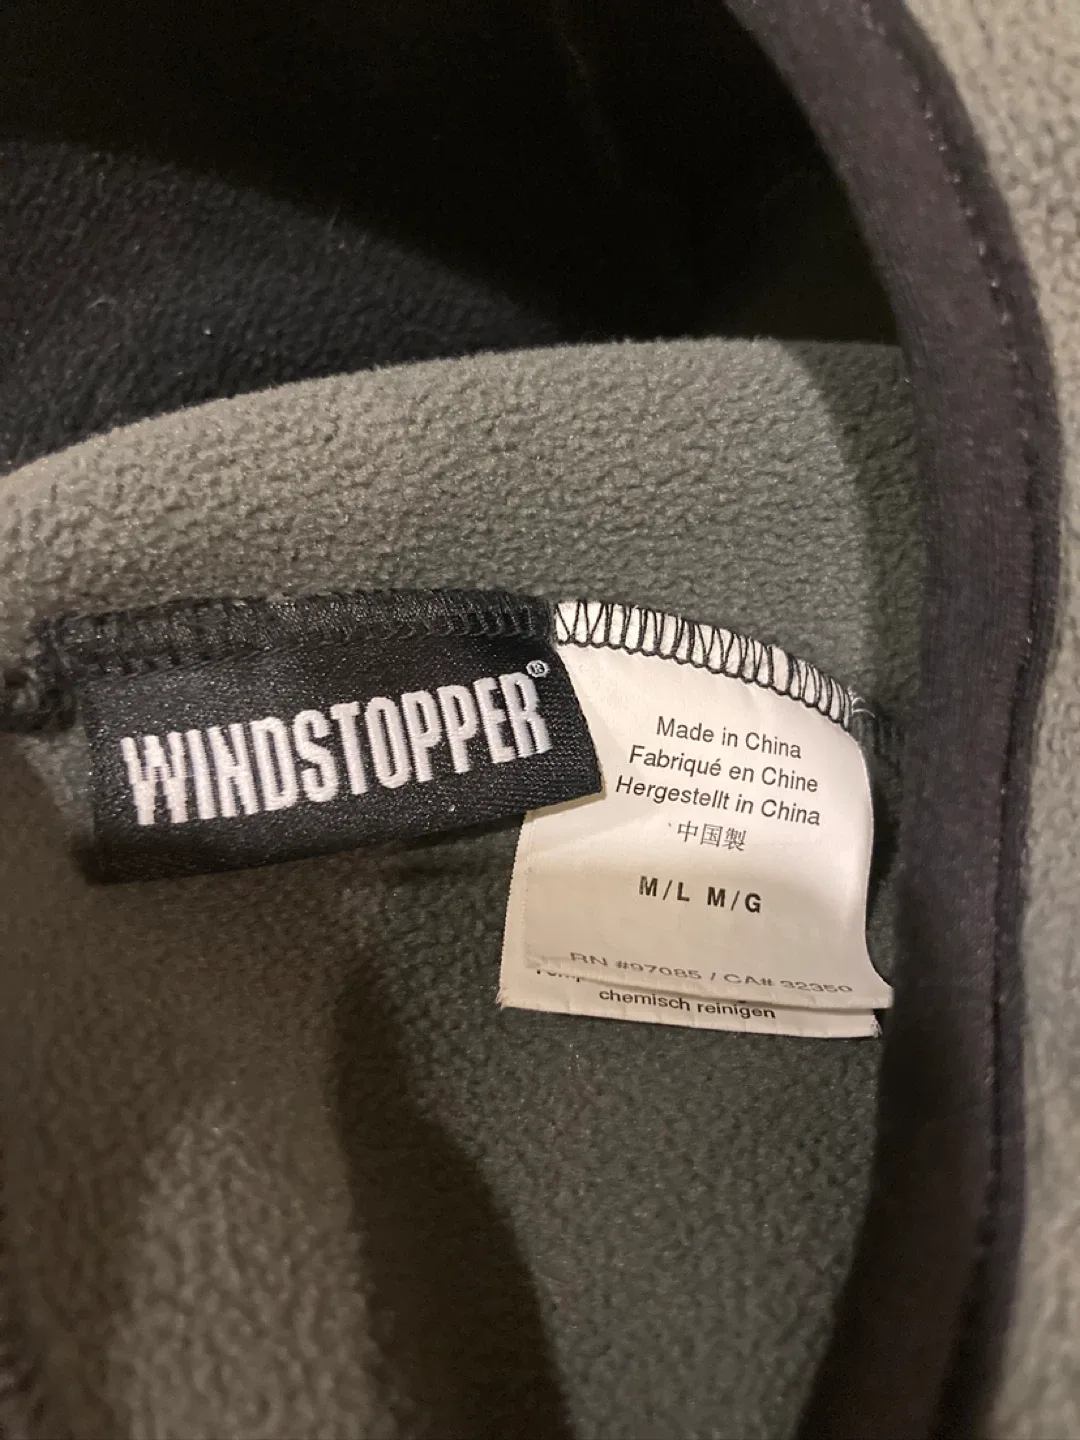 WINDSTOPPER®
Made in China
Fabriqué en Chine
Hergestellt in China
中国製
M/L M/G
RN #97085 / CA# 32350
chemisch reinigen